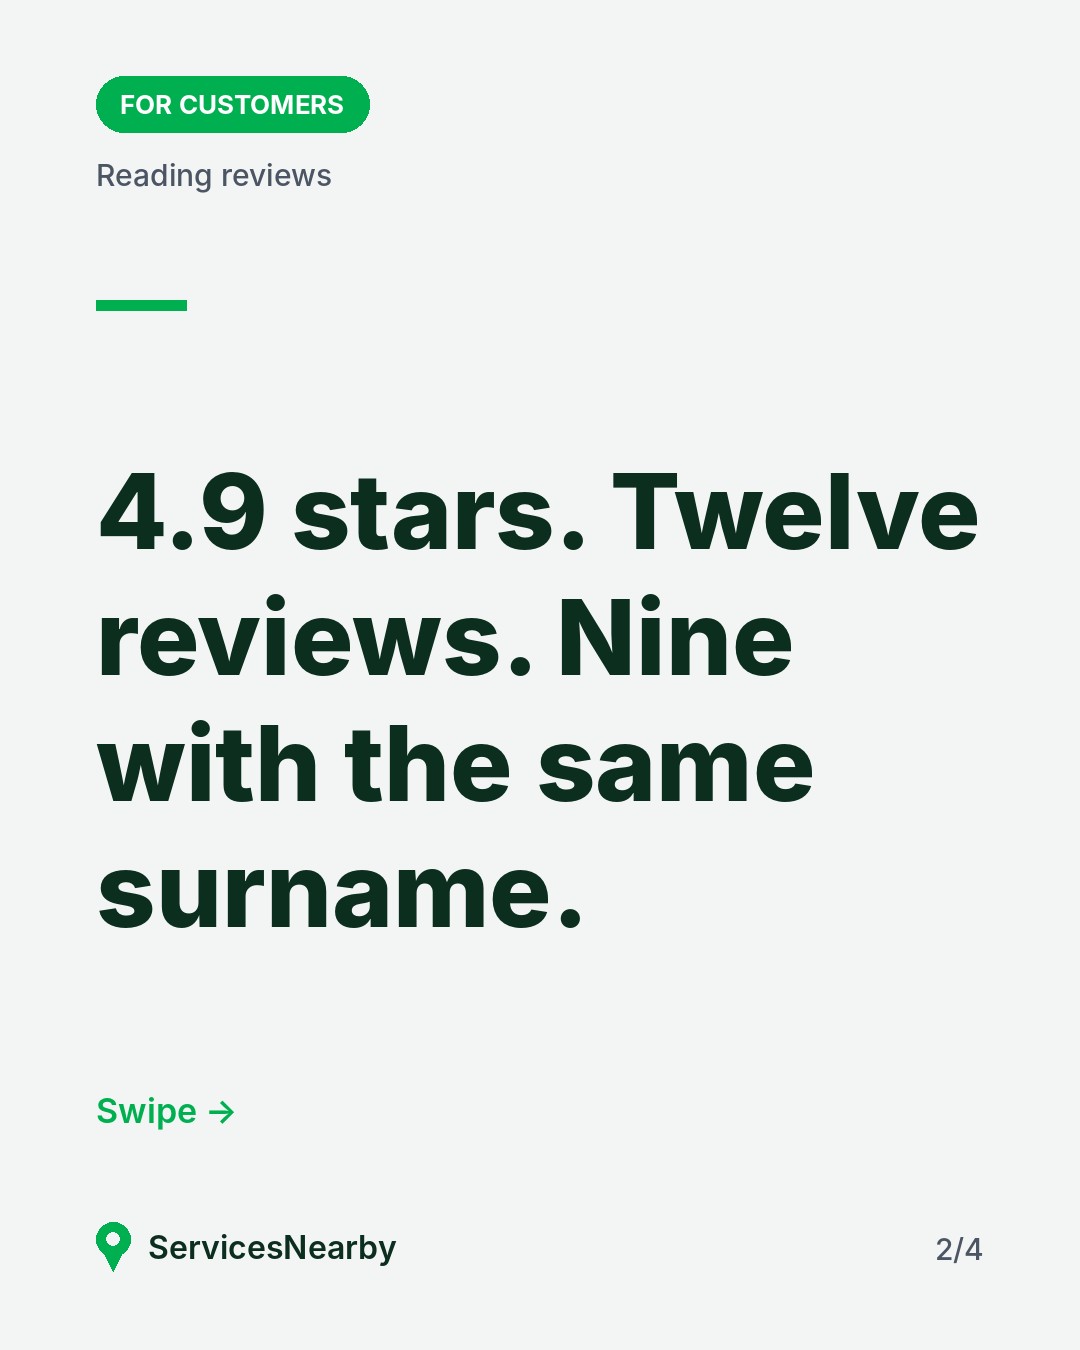 FOR CUSTOMERS
Reading reviews
4.9 stars. Twelve
reviews. Nine
with the same
surname.
Swipe →
ServicesNearby
2/4